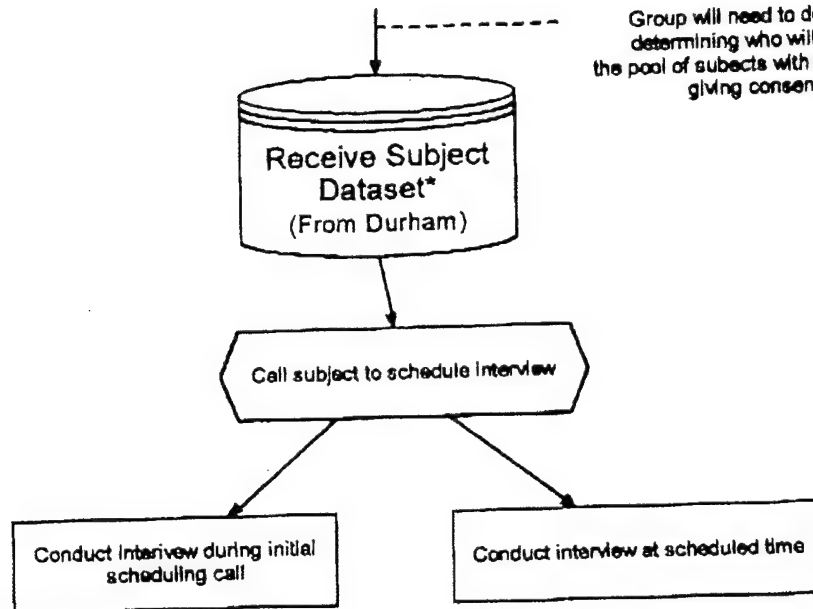 Group will need to d
determining who will
the pool of subects with
giving consen
Receive Subject
Dataset*
(From Durham)
Call subject to schedule interview
Conduct interivew during initial
scheduling call
Conduct interview at scheduled time